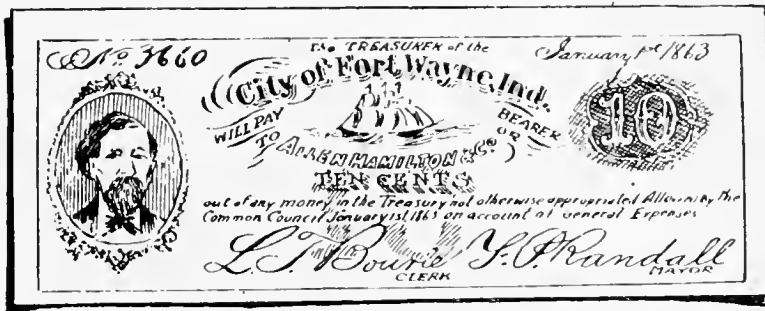 No 3660
The TREASURER of the
January 1st 1863
City of Fort Wayne, Ind.
WILL PAY TO
ALLEN HAMILTON & Co
OR BEARER
10
TEN CENTS
out of any money in the Treasury not otherwise appropriated Allown by the
Common Council January 1st 1863 on account of General Expenses
L. T. Bourie
CLERK
F. P. Randall
MAYOR